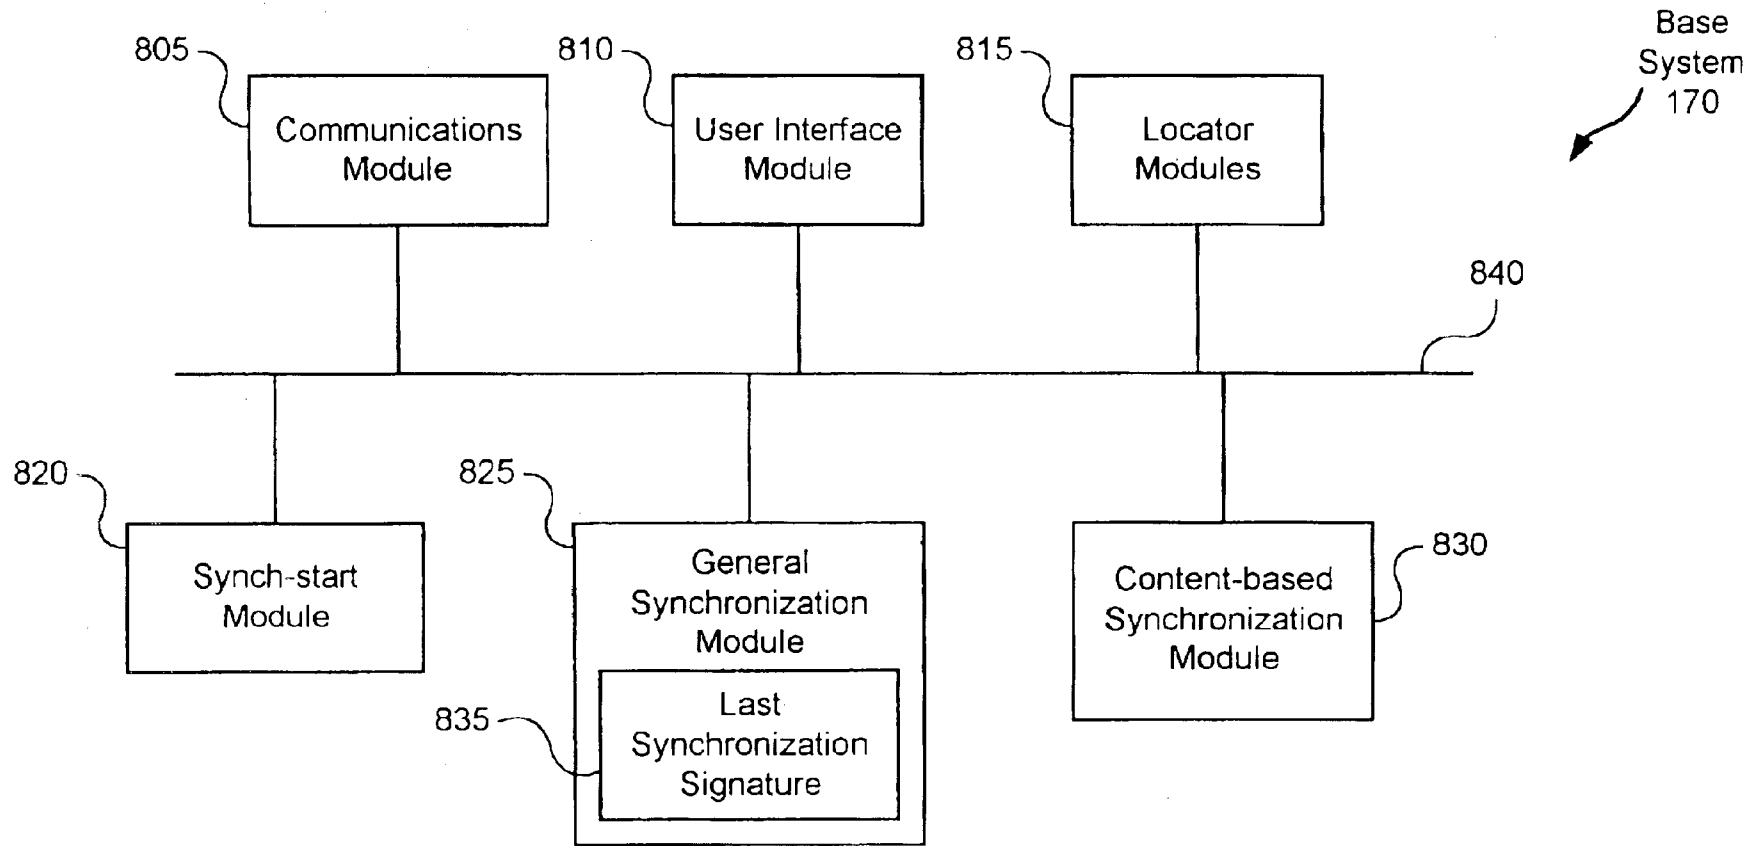 Base
System
170
805
810
815
Communications
Module
User Interface
Module
Locator
Modules
840
820
825
830
Synch-start
Module
General
Synchronization
Module
Content-based
Synchronization
Module
835
Last
Synchronization
Signature